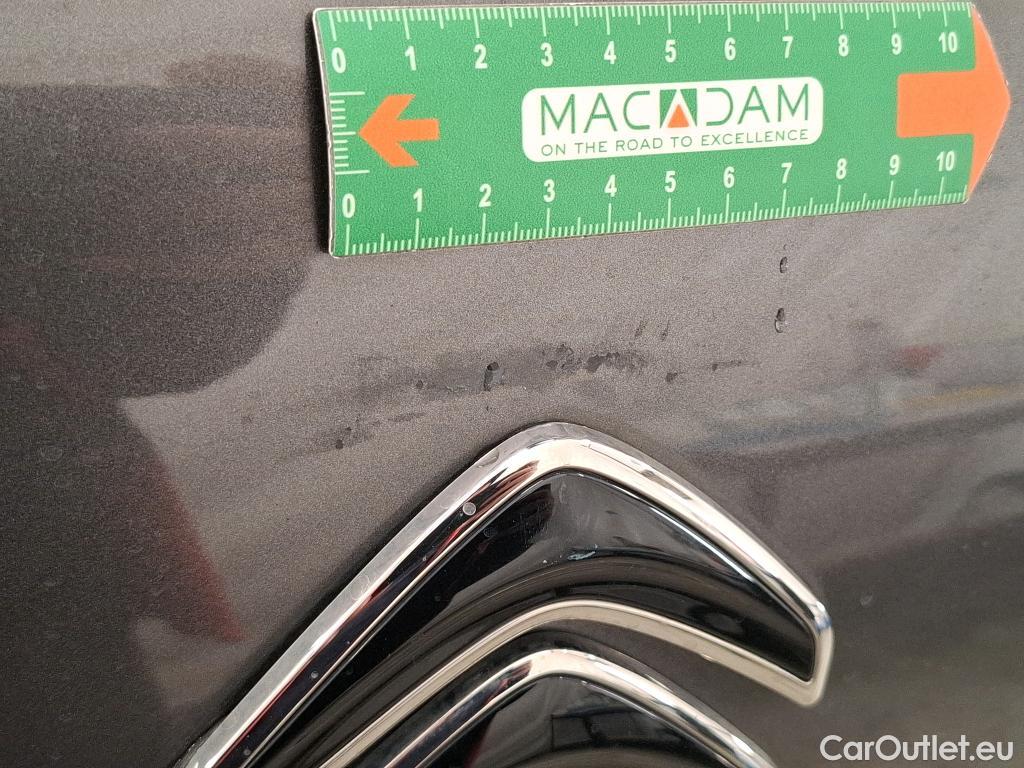 0 1 2 3 4 5 6 7 8 9 10
MACADAM
ON THE ROAD TO EXCELLENCE
0 1 2 3 4 5 6 7 8 9 10
CarOutlet.eu